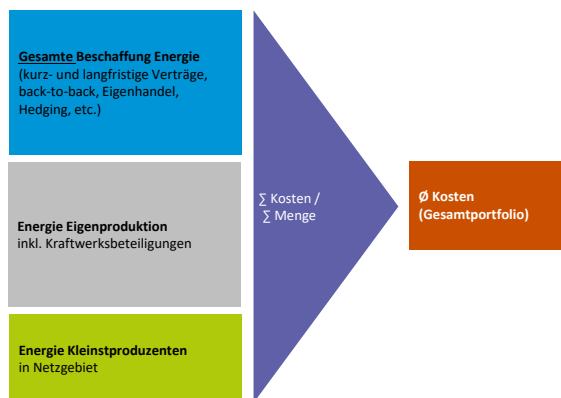 Gesamte Beschaffung Energie
(kurz- und langfristige Verträge,
back-to-back, Eigenhandel,
Hedging, etc.)
Energie Eigenproduktion
inkl. Kraftwerksbeteiligungen
Energie Kleinstproduzenten
in Netzgebiet
∑ Kosten /
∑ Menge
Ø Kosten
(Gesamtportfolio)